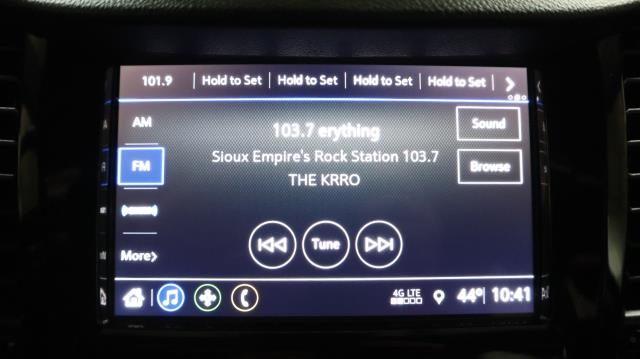 101.9 Hold to Set Hold to Set Hold to Set Hold to Set
AM
103.7 erything
Sound
FM
Sioux Empire's Rock Station 103.7
Browse
THE KRRO
More
Tune
4G LTE
44° 10:41